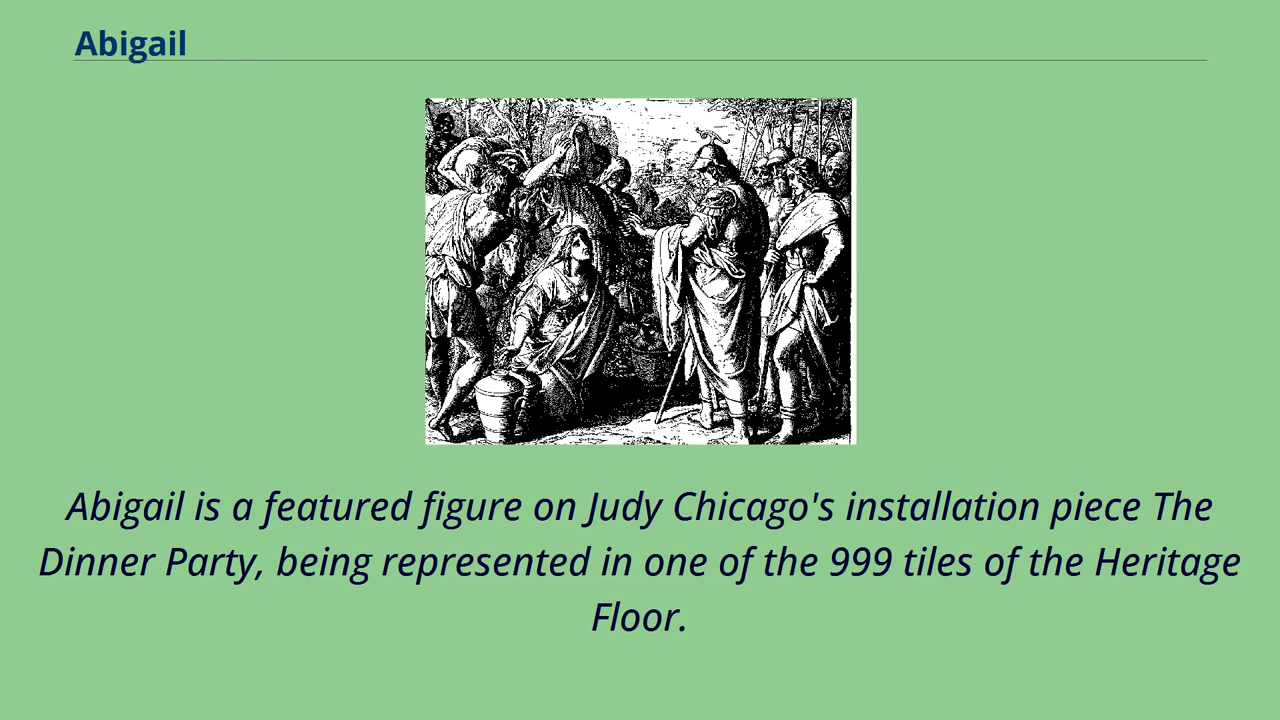 Abigail
Abigail is a featured figure on Judy Chicago's installation piece The
Dinner Party, being represented in one of the 999 tiles of the Heritage
Floor.